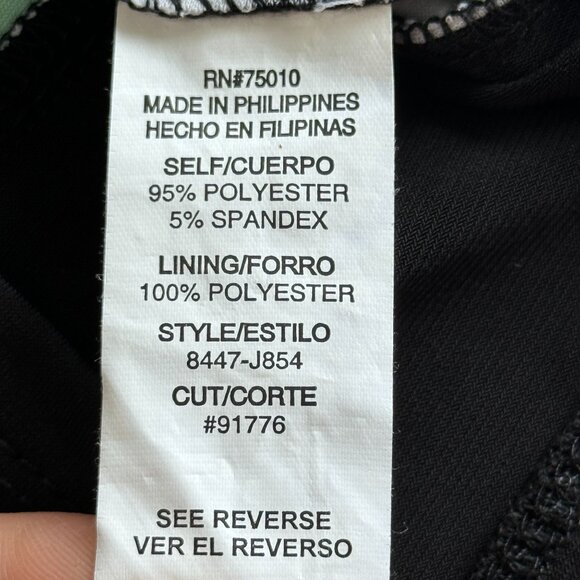 RN#75010
MADE IN PHILIPPINES
HECHO EN FILIPINAS
SELF/CUERPO
95% POLYESTER
5% SPANDEX
LINING/FORRO
100% POLYESTER
STYLE/ESTILO
8447-J854
CUT/CORTE
#91776
SEE REVERSE
VER EL REVERSO